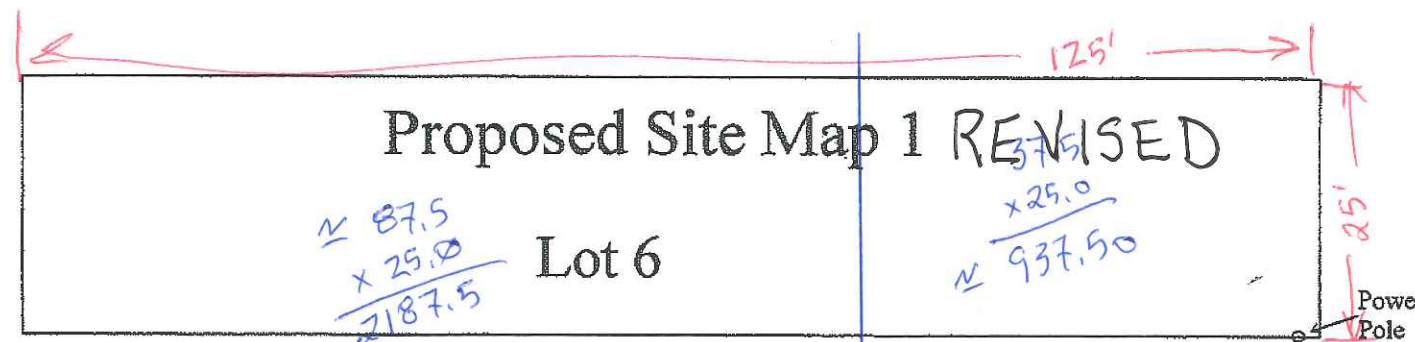 125'
Proposed Site Map 1 REVISED
37.5
x 25.0
937.50
≈ 87.5
x 25.0
2187.5
Lot 6
25'
Powe
Pole